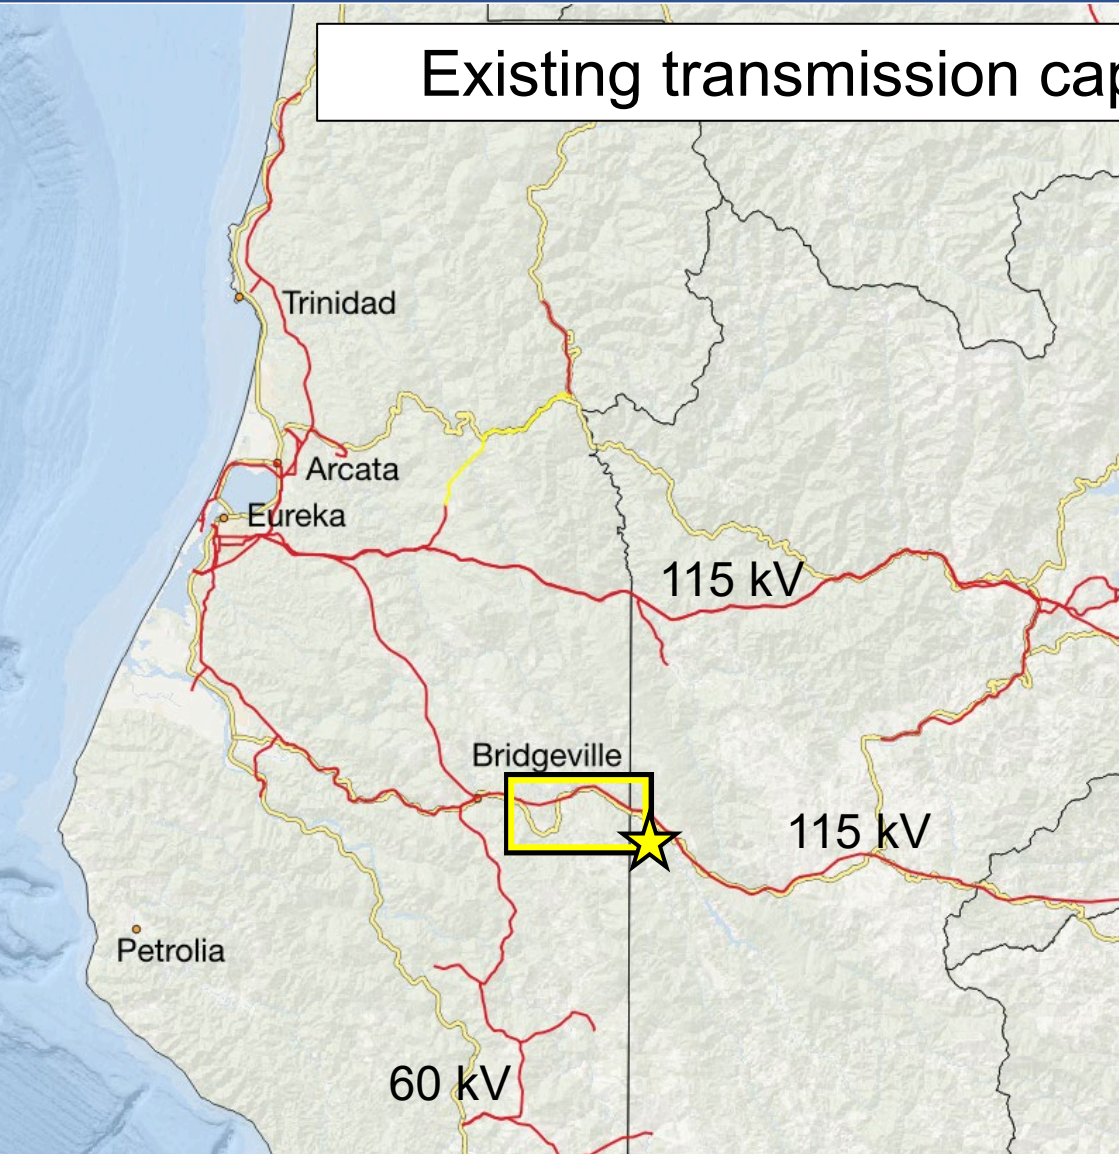 Existing transmission cap
Trinidad
Arcata
Eureka
115 kV
Bridgeville
115 kV
Petrolia
60 kV